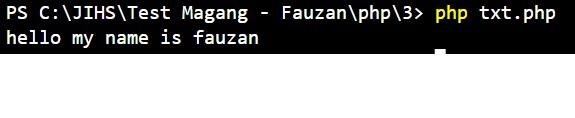 PS C:\JIHS\Test Magang - Fauzan\php\3> php txt.php
hello my name is fauzan